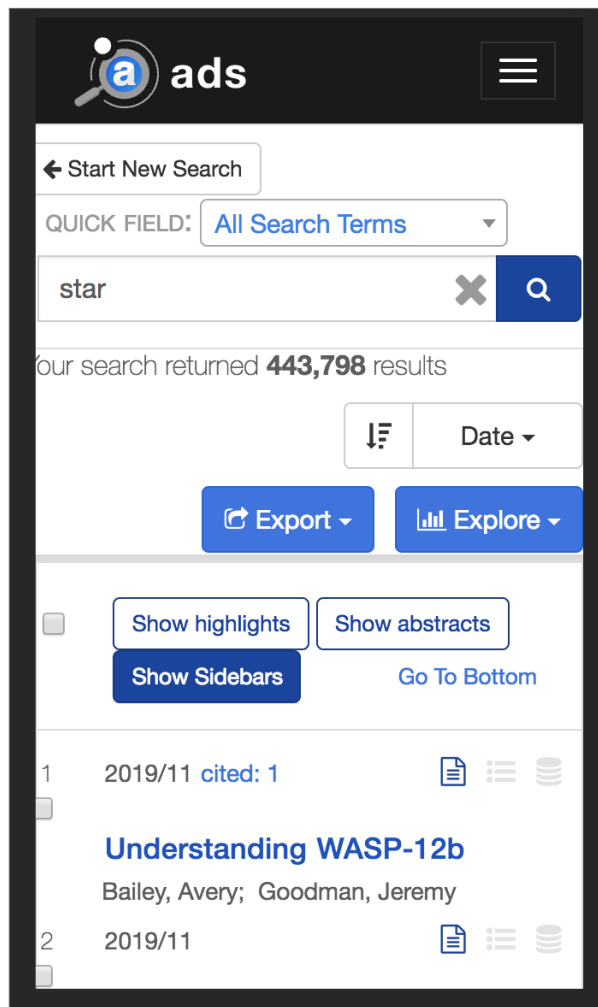 a ads
Start New Search
QUICK FIELD: All Search Terms
star
Your search returned 443,798 results
Date
Export Explore
Show highlights Show abstracts
Show Sidebars Go To Bottom
1 2019/11 cited: 1
Understanding WASP-12b
Bailey, Avery; Goodman, Jeremy
2 2019/11